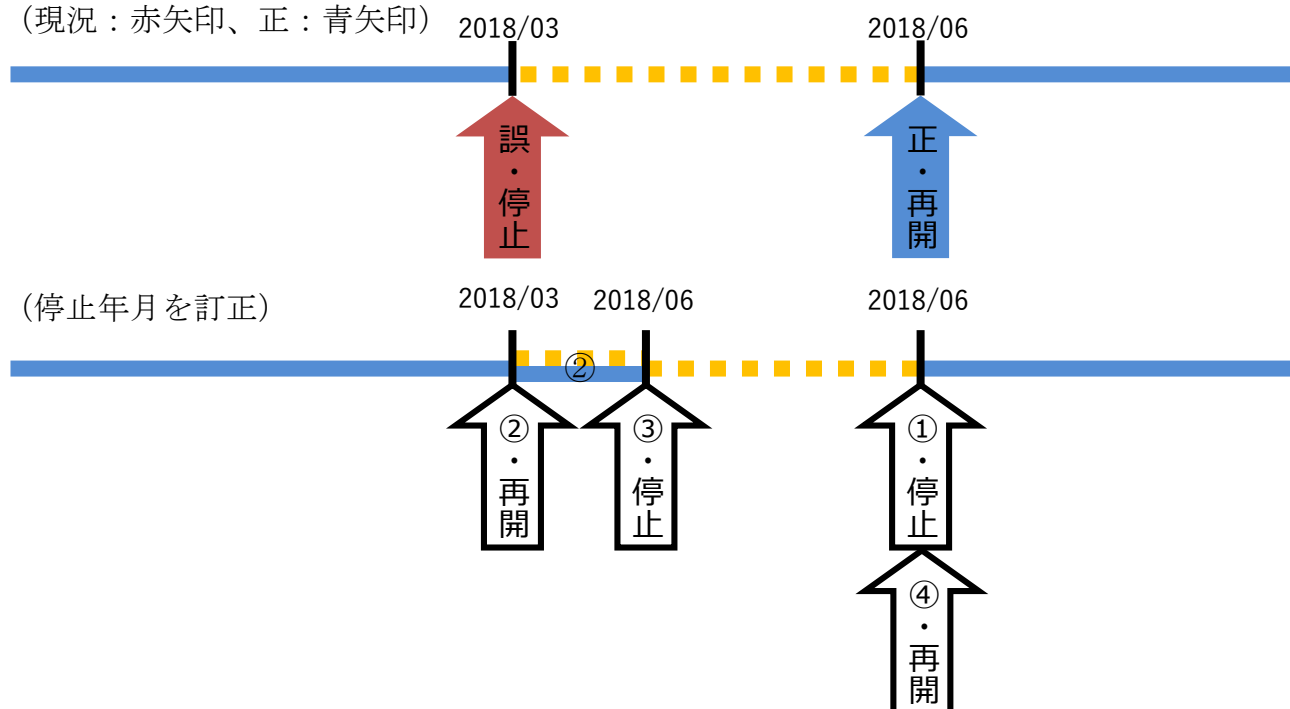 (現況：赤矢印、正：青矢印)
2018/03
2018/06
誤・停止
正・再開
(停止年月を訂正)
2018/03
2018/06
2018/06
②
②・再開
③・停止
①・停止
④・再開